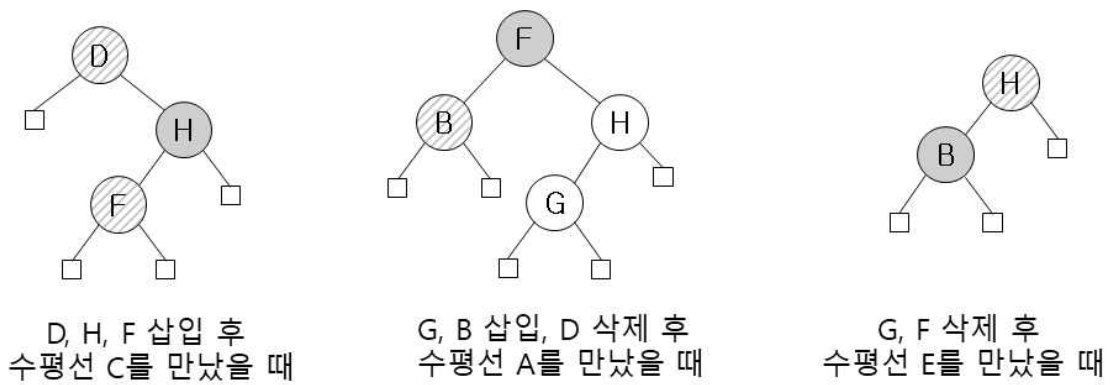 D
H
F
D, H, F 삽입 후
수평선 C를 만났을 때
F
B
H
G
G, B 삽입, D 삭제 후
수평선 A를 만났을 때
H
B
G, F 삭제 후
수평선 E를 만났을 때